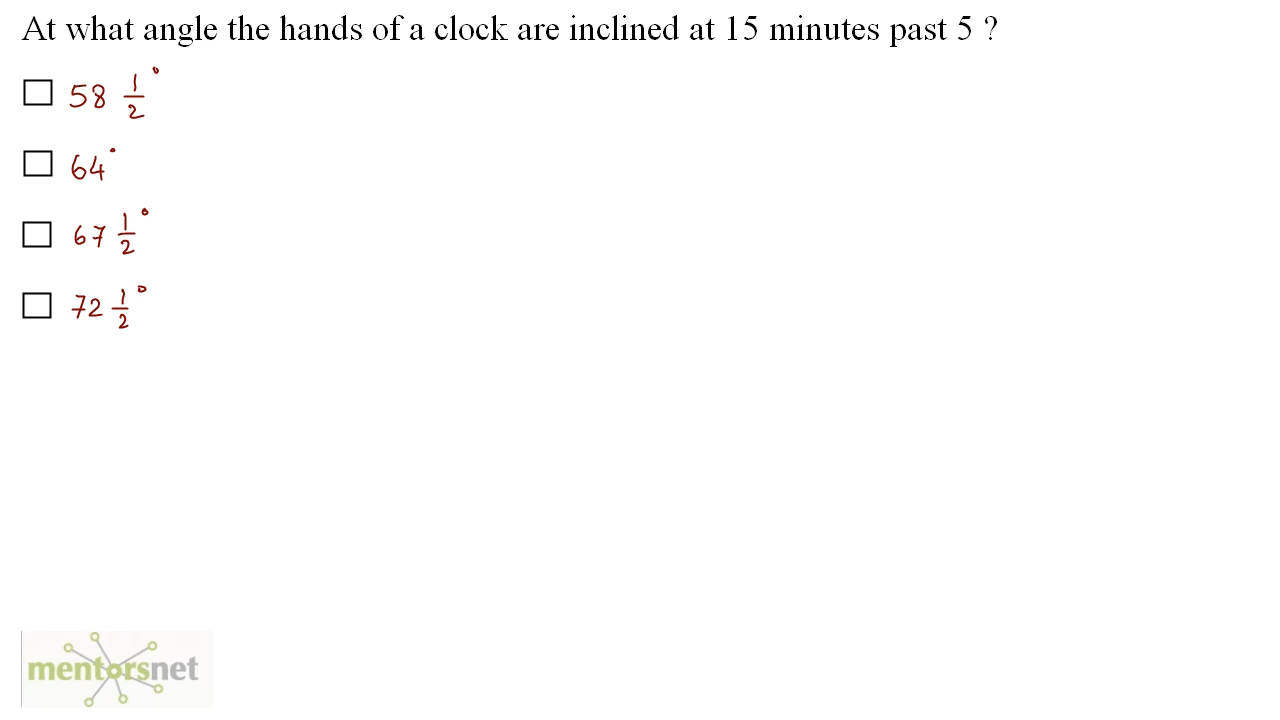 At what angle the hands of a clock are inclined at 15 minutes past 5 ?
58 1/2°
64°
67 1/2°
72 1/2°
mentorsnet